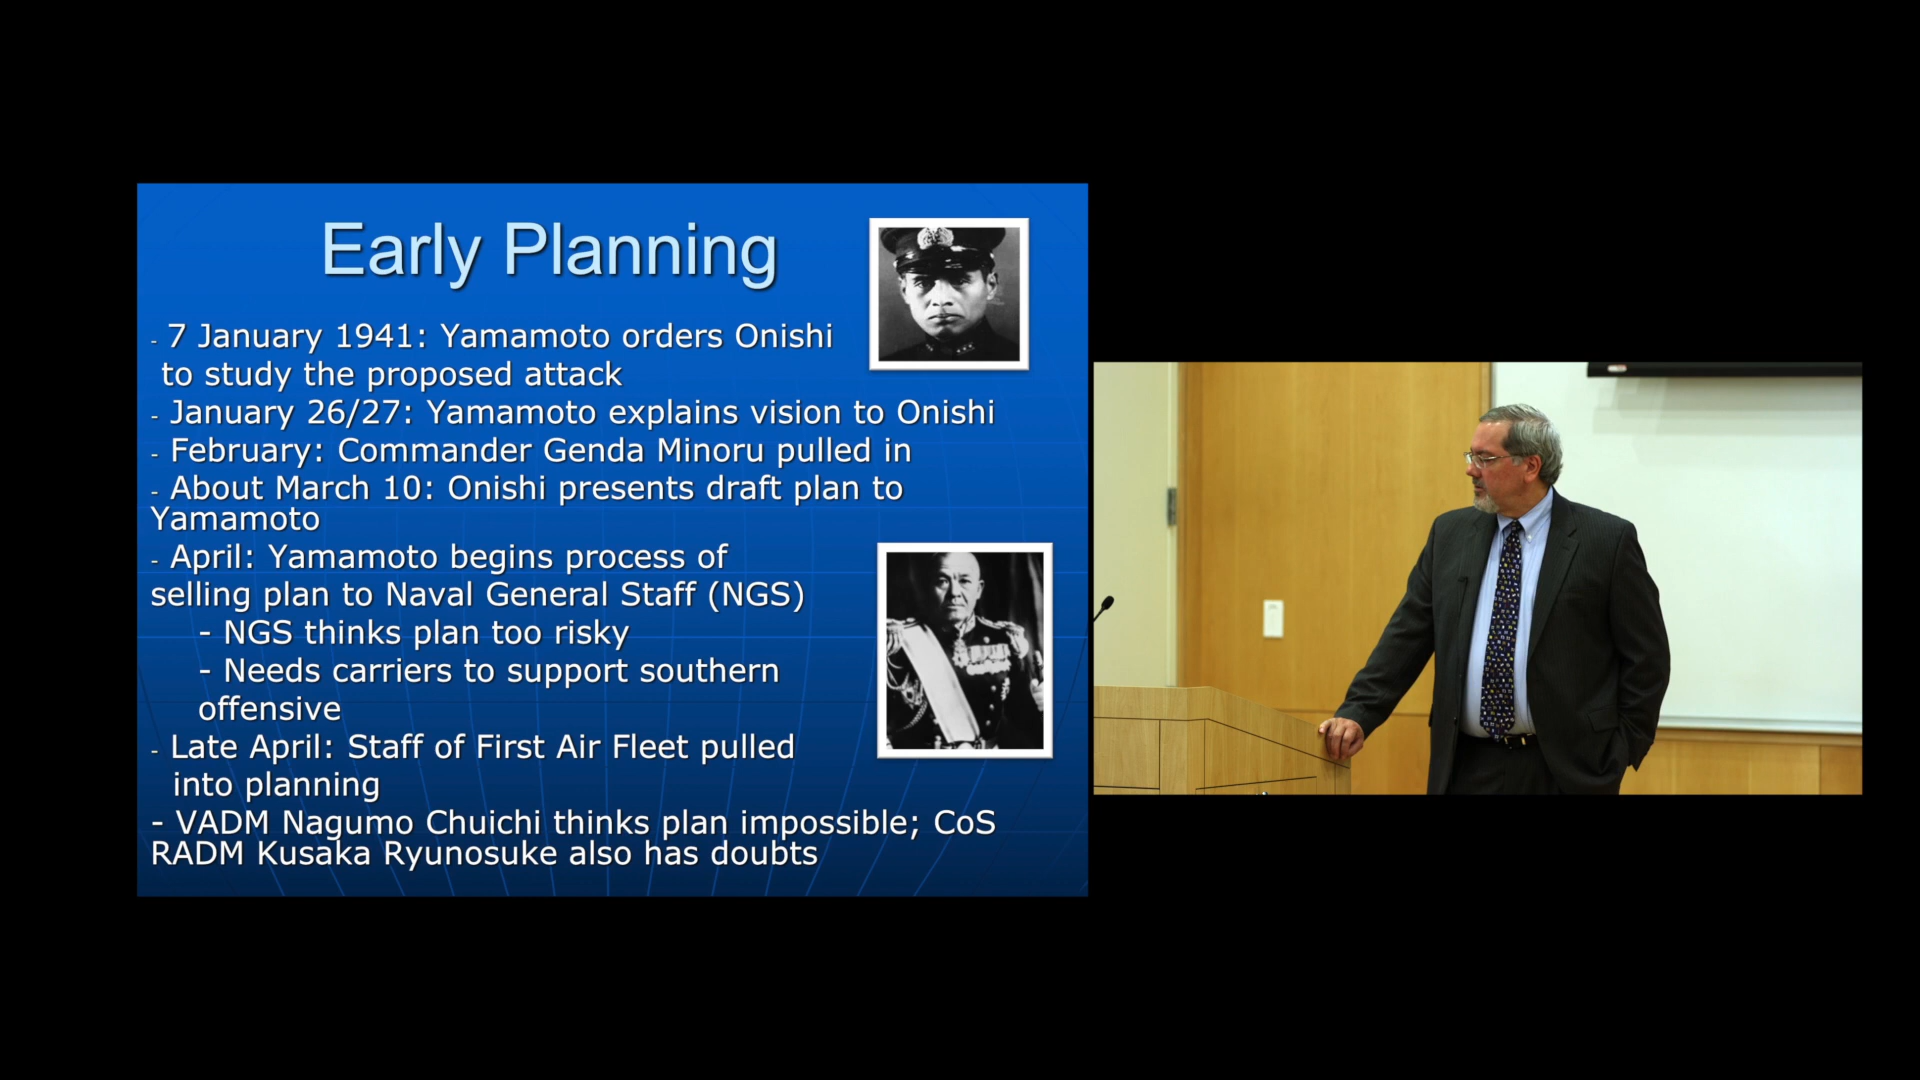 Early Planning
- 7 January 1941: Yamamoto orders Onishi
to study the proposed attack
- January 26/27: Yamamoto explains vision to Onishi
- February: Commander Genda Minoru pulled in
- About March 10: Onishi presents draft plan to
Yamamoto
- April: Yamamoto begins process of
selling plan to Naval General Staff (NGS)
- NGS thinks plan too risky
- Needs carriers to support southern
offensive
- Late April: Staff of First Air Fleet pulled
into planning
- VADM Nagumo Chuichi thinks plan impossible; CoS
RADM Kusaka Ryunosuke also has doubts